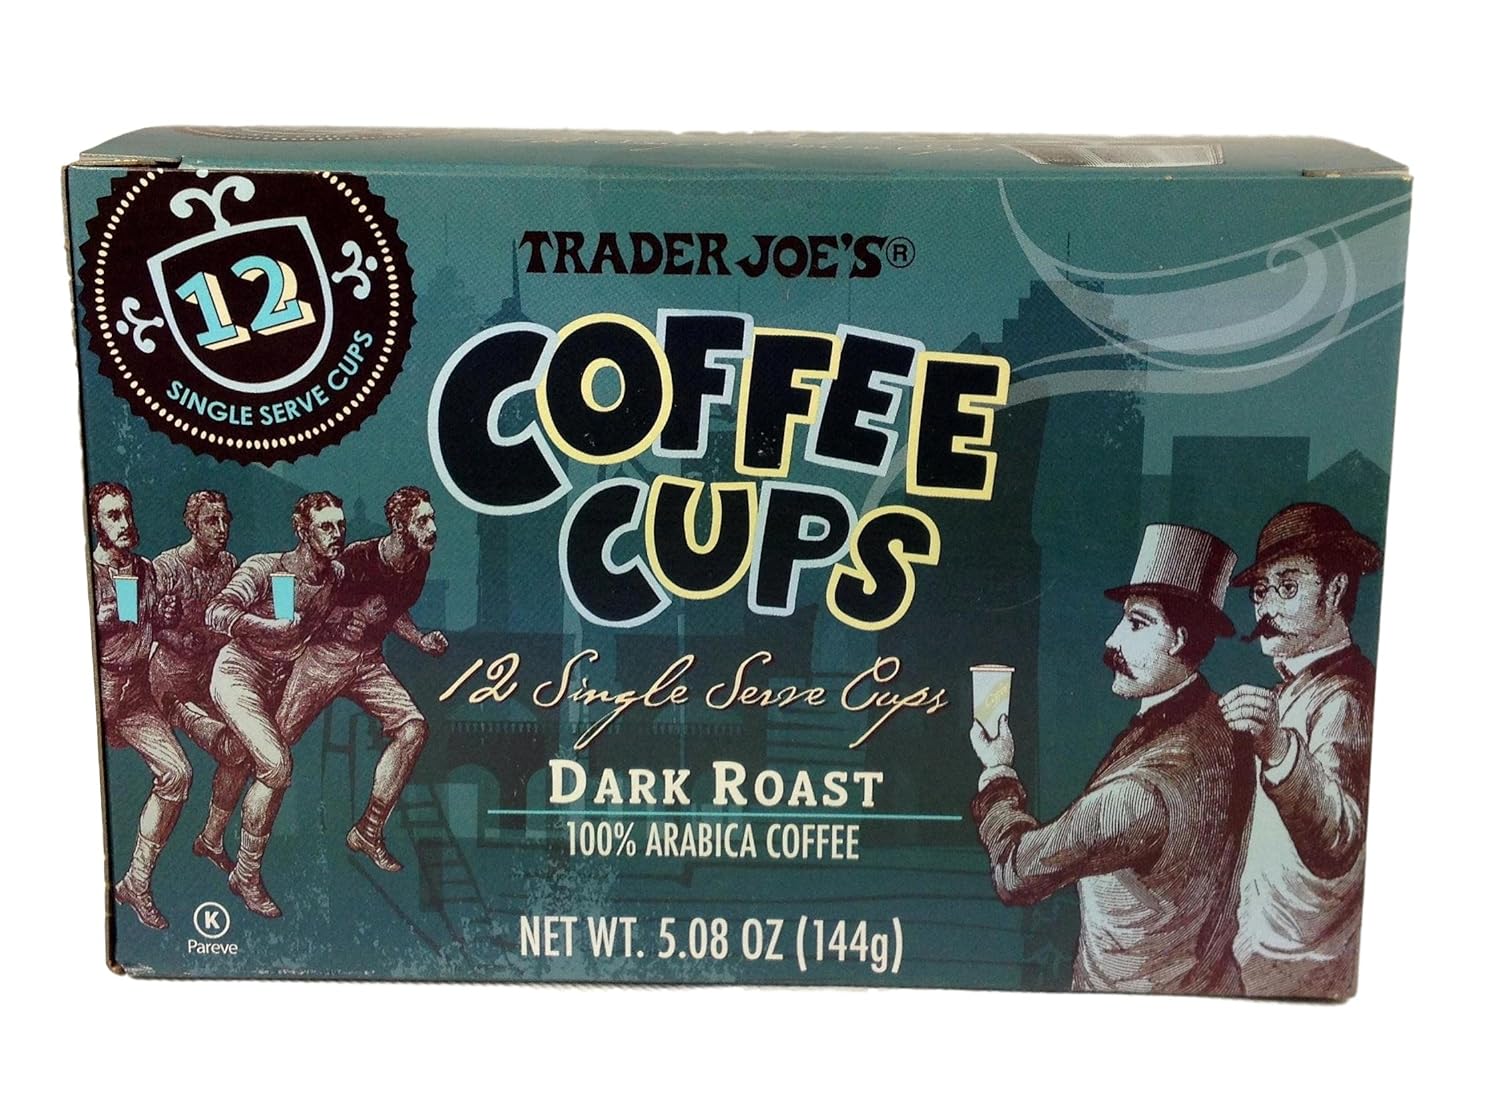 12
SINGLE SERVE CUPS
TRADER JOE'S®
COFFEE
CUPS
12 Single Serve Cups
DARK ROAST
100% ARABICA COFFEE
NET WT. 5.08 OZ (144g)
K
Pareve